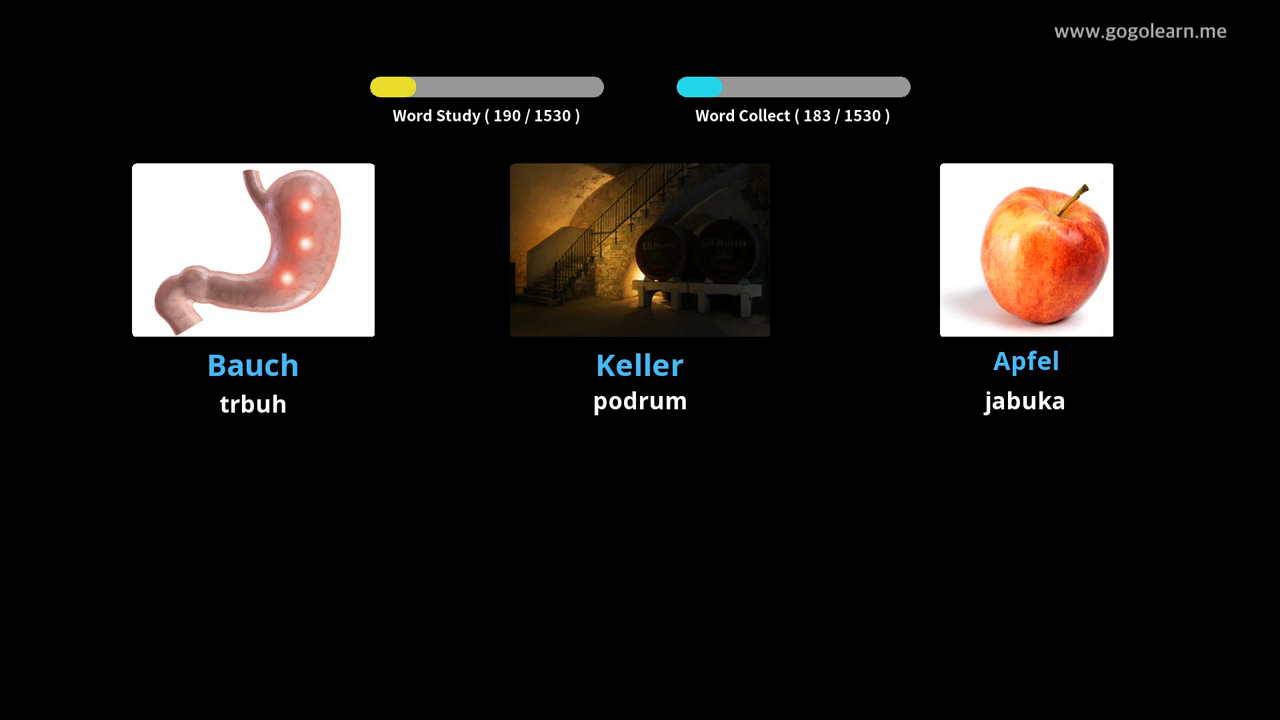 www.gogolearn.me
Word Study ( 190 / 1530 )
Word Collect ( 183 / 1530 )
Bauch
trbuh
Keller
podrum
Apfel
jabuka